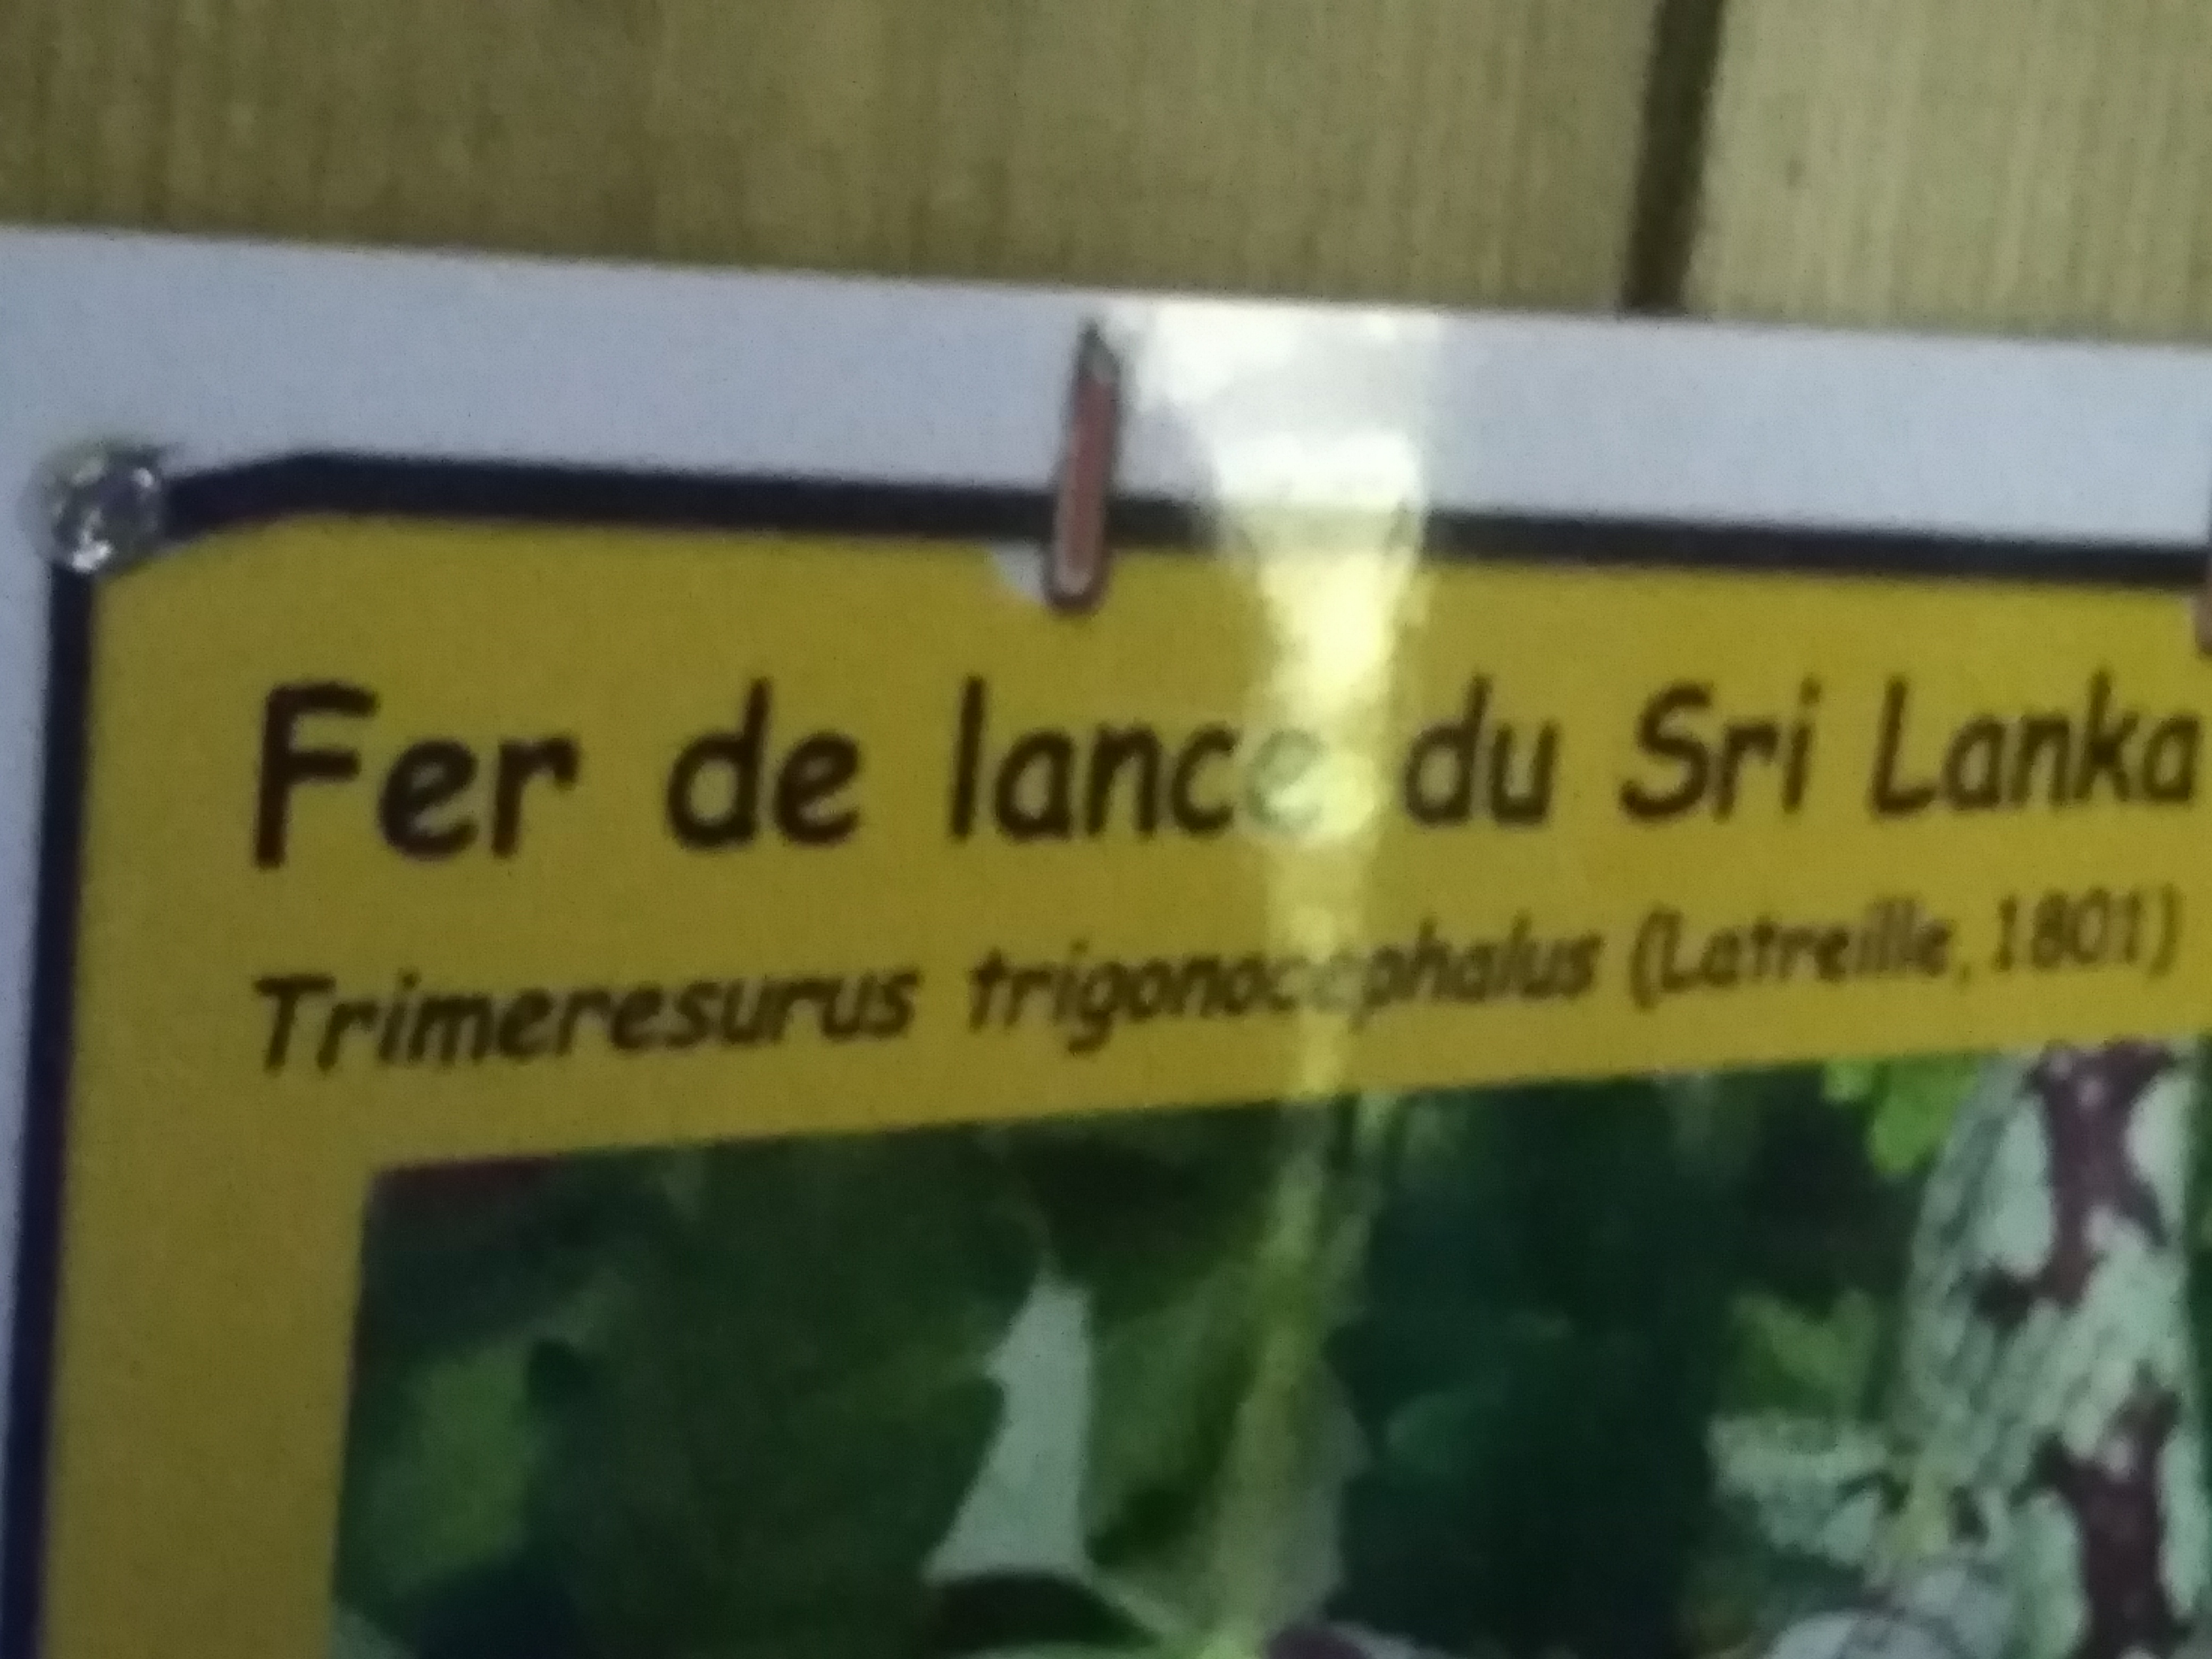 Fer de lance du Sri Lanka
Trimeresurus trigonocephalus (Latreille, 1801)